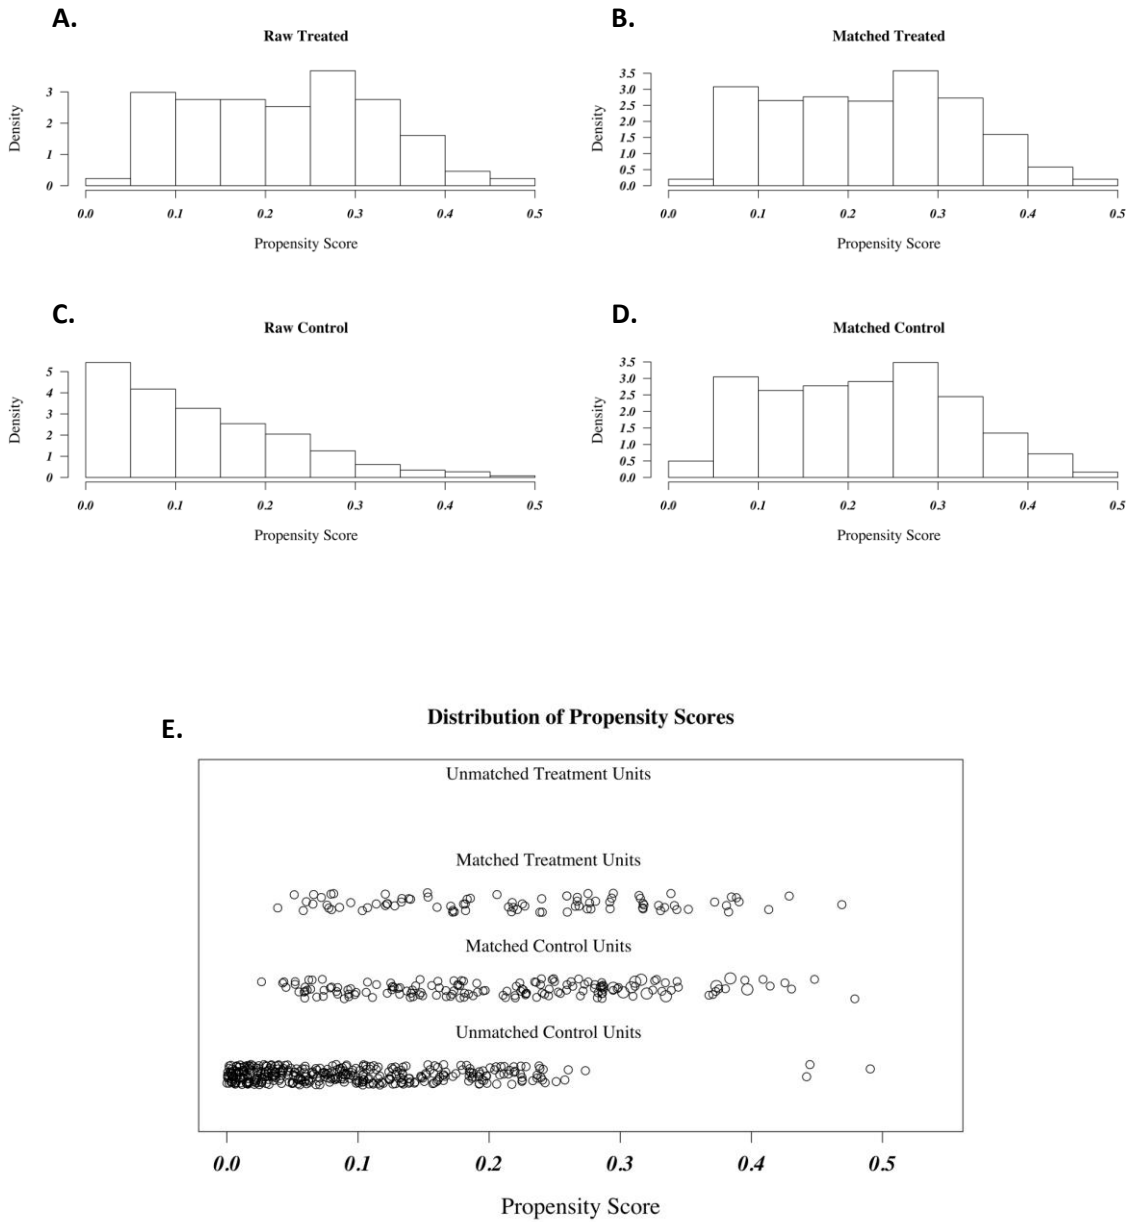 A.
Raw Treated
Density
3
2
1
0
0.0 0.1 0.2 0.3 0.4 0.5
Propensity Score
B.
Matched Treated
Density
3.5
3.0
2.5
2.0
1.5
1.0
0.5
0.0
0.0 0.1 0.2 0.3 0.4 0.5
Propensity Score
C.
Raw Control
Density
5
4
3
2
1
0
0.0 0.1 0.2 0.3 0.4 0.5
Propensity Score
D.
Matched Control
Density
3.5
3.0
2.5
2.0
1.5
1.0
0.5
0.0
0.0 0.1 0.2 0.3 0.4 0.5
Propensity Score
E.
Distribution of Propensity Scores
Unmatched Treatment Units
Matched Treatment Units
Matched Control Units
Unmatched Control Units
0.0 0.1 0.2 0.3 0.4 0.5
Propensity Score